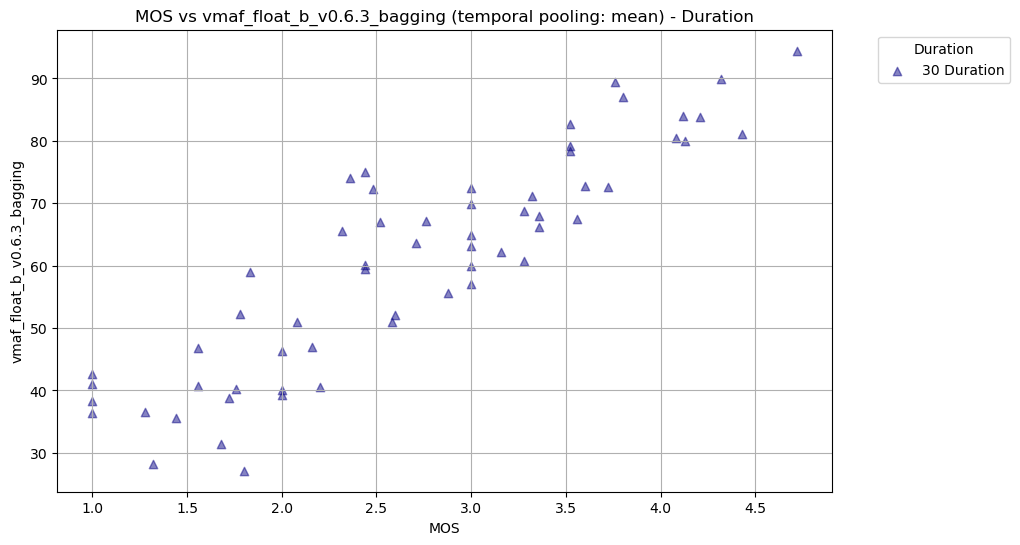 MOS vs vmaf_float_b_v0.6.3_bagging (temporal pooling: mean) - Duration
Duration
30 Duration
vmaf_float_b_v0.6.3_bagging
90
80
70
60
50
40
30
1.0 1.5 2.0 2.5 3.0 3.5 4.0 4.5
MOS